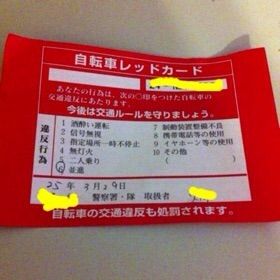 自転車レッドカード
あなたの行為は、次の○印をつけた自転車の
交通違反にあたります。
今後は交通ルールを守りましょう。
違反行為
1 酒酔い運転
2 信号無視
3 指定場所一時不停止
4 無灯火
5 二人乗り
6 並進
7 制動装置整備不良
8 携帯電話等の使用
9 イヤホーン等の使用
10 その他
( )
25年 3月29日
警察署・隊 取扱者
自転車の交通違反も処罰されます。